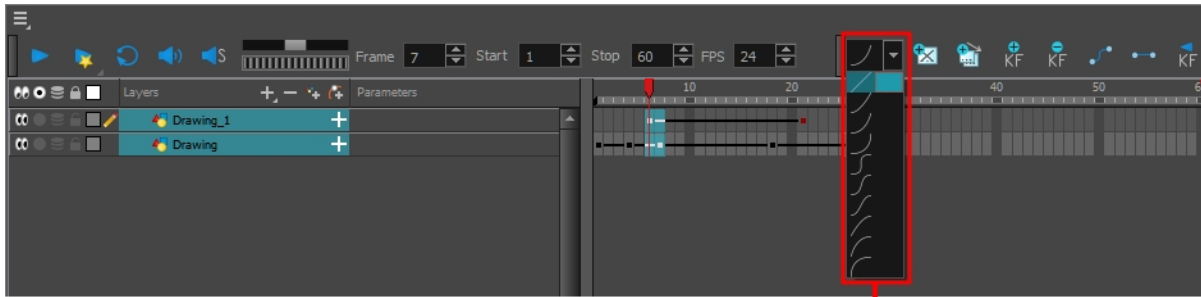 S Frame 7 Start 1 Stop 60 FPS 24 KF KF KF
Layers Parameters 10 20 40 50 6
Drawing_1
Drawing